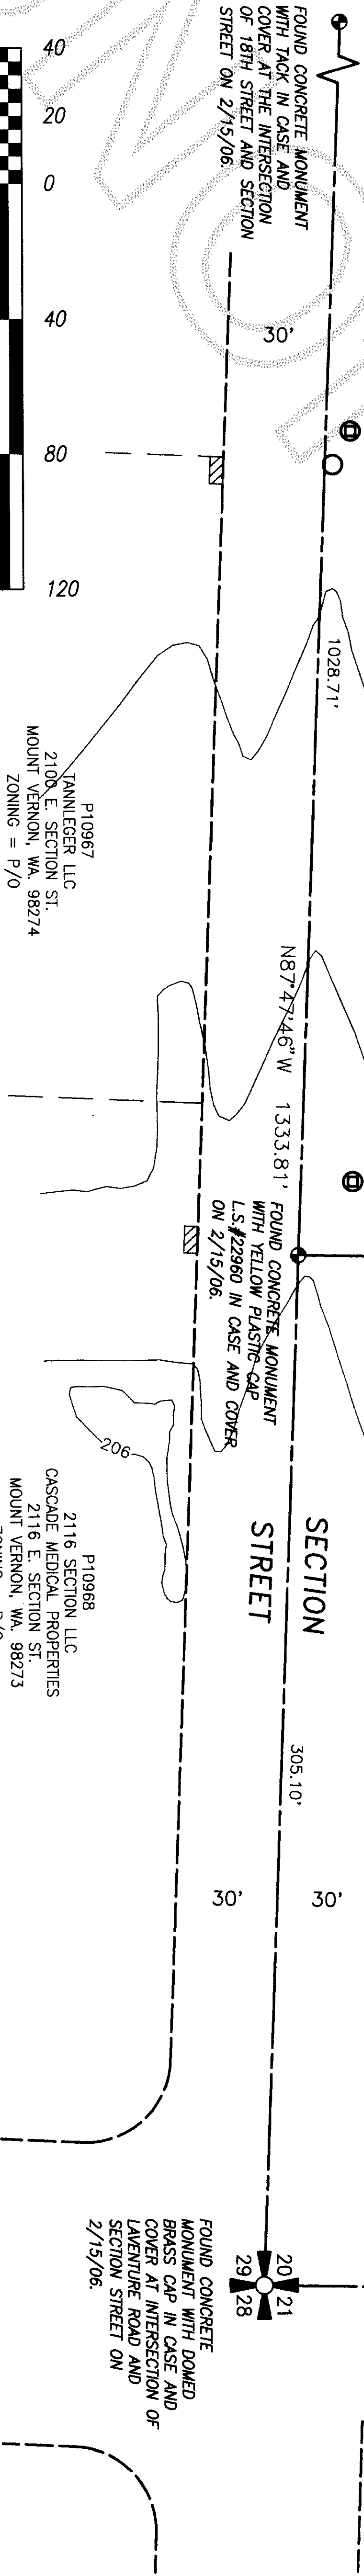 FOUND CONCRETE MONUMENT
WITH TACK IN CASE AND
COVER AT THE INTERSECTION
OF 18TH STREET AND SECTION
STREET ON 2/15/06.
40
20
0
40
80
120
30'
1028.71'
P10967
TANNLEGER LLC
2100 E. SECTION ST.
MOUNT VERNON, WA. 98274
ZONING = P/O
N87°47'46"W 1333.81'
FOUND CONCRETE MONUMENT
WITH YELLOW PLASTIC CAP
L.S.#22960 IN CASE AND COVER
ON 2/15/06.
206
SECTION
STREET
P10968
2116 SECTION LLC
CASCADE MEDICAL PROPERTIES
2116 E. SECTION ST.
MOUNT VERNON, WA. 98273
305.10'
30'
30'
20 21
29 28
FOUND CONCRETE
MONUMENT WITH DOMED
BRASS CAP IN CASE AND
COVER AT INTERSECTION OF
LAVENTURE ROAD AND
SECTION STREET ON
2/15/06.